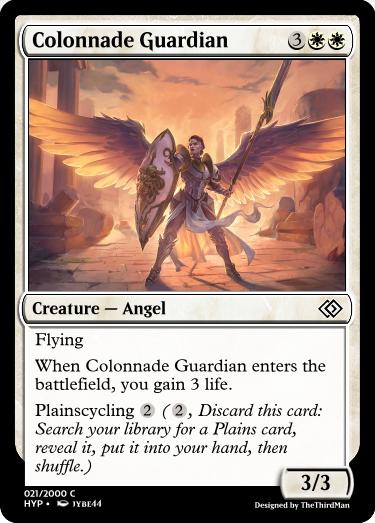 Colonnade Guardian 3
Creature — Angel
Flying
When Colonnade Guardian enters the
battlefield, you gain 3 life.
Plainscycling 2 ( 2, Discard this card:
Search your library for a Plains card,
reveal it, put it into your hand, then
shuffle.)
3/3
021/2000 C
HYP • JYBE44
Designed by TheThirdMan